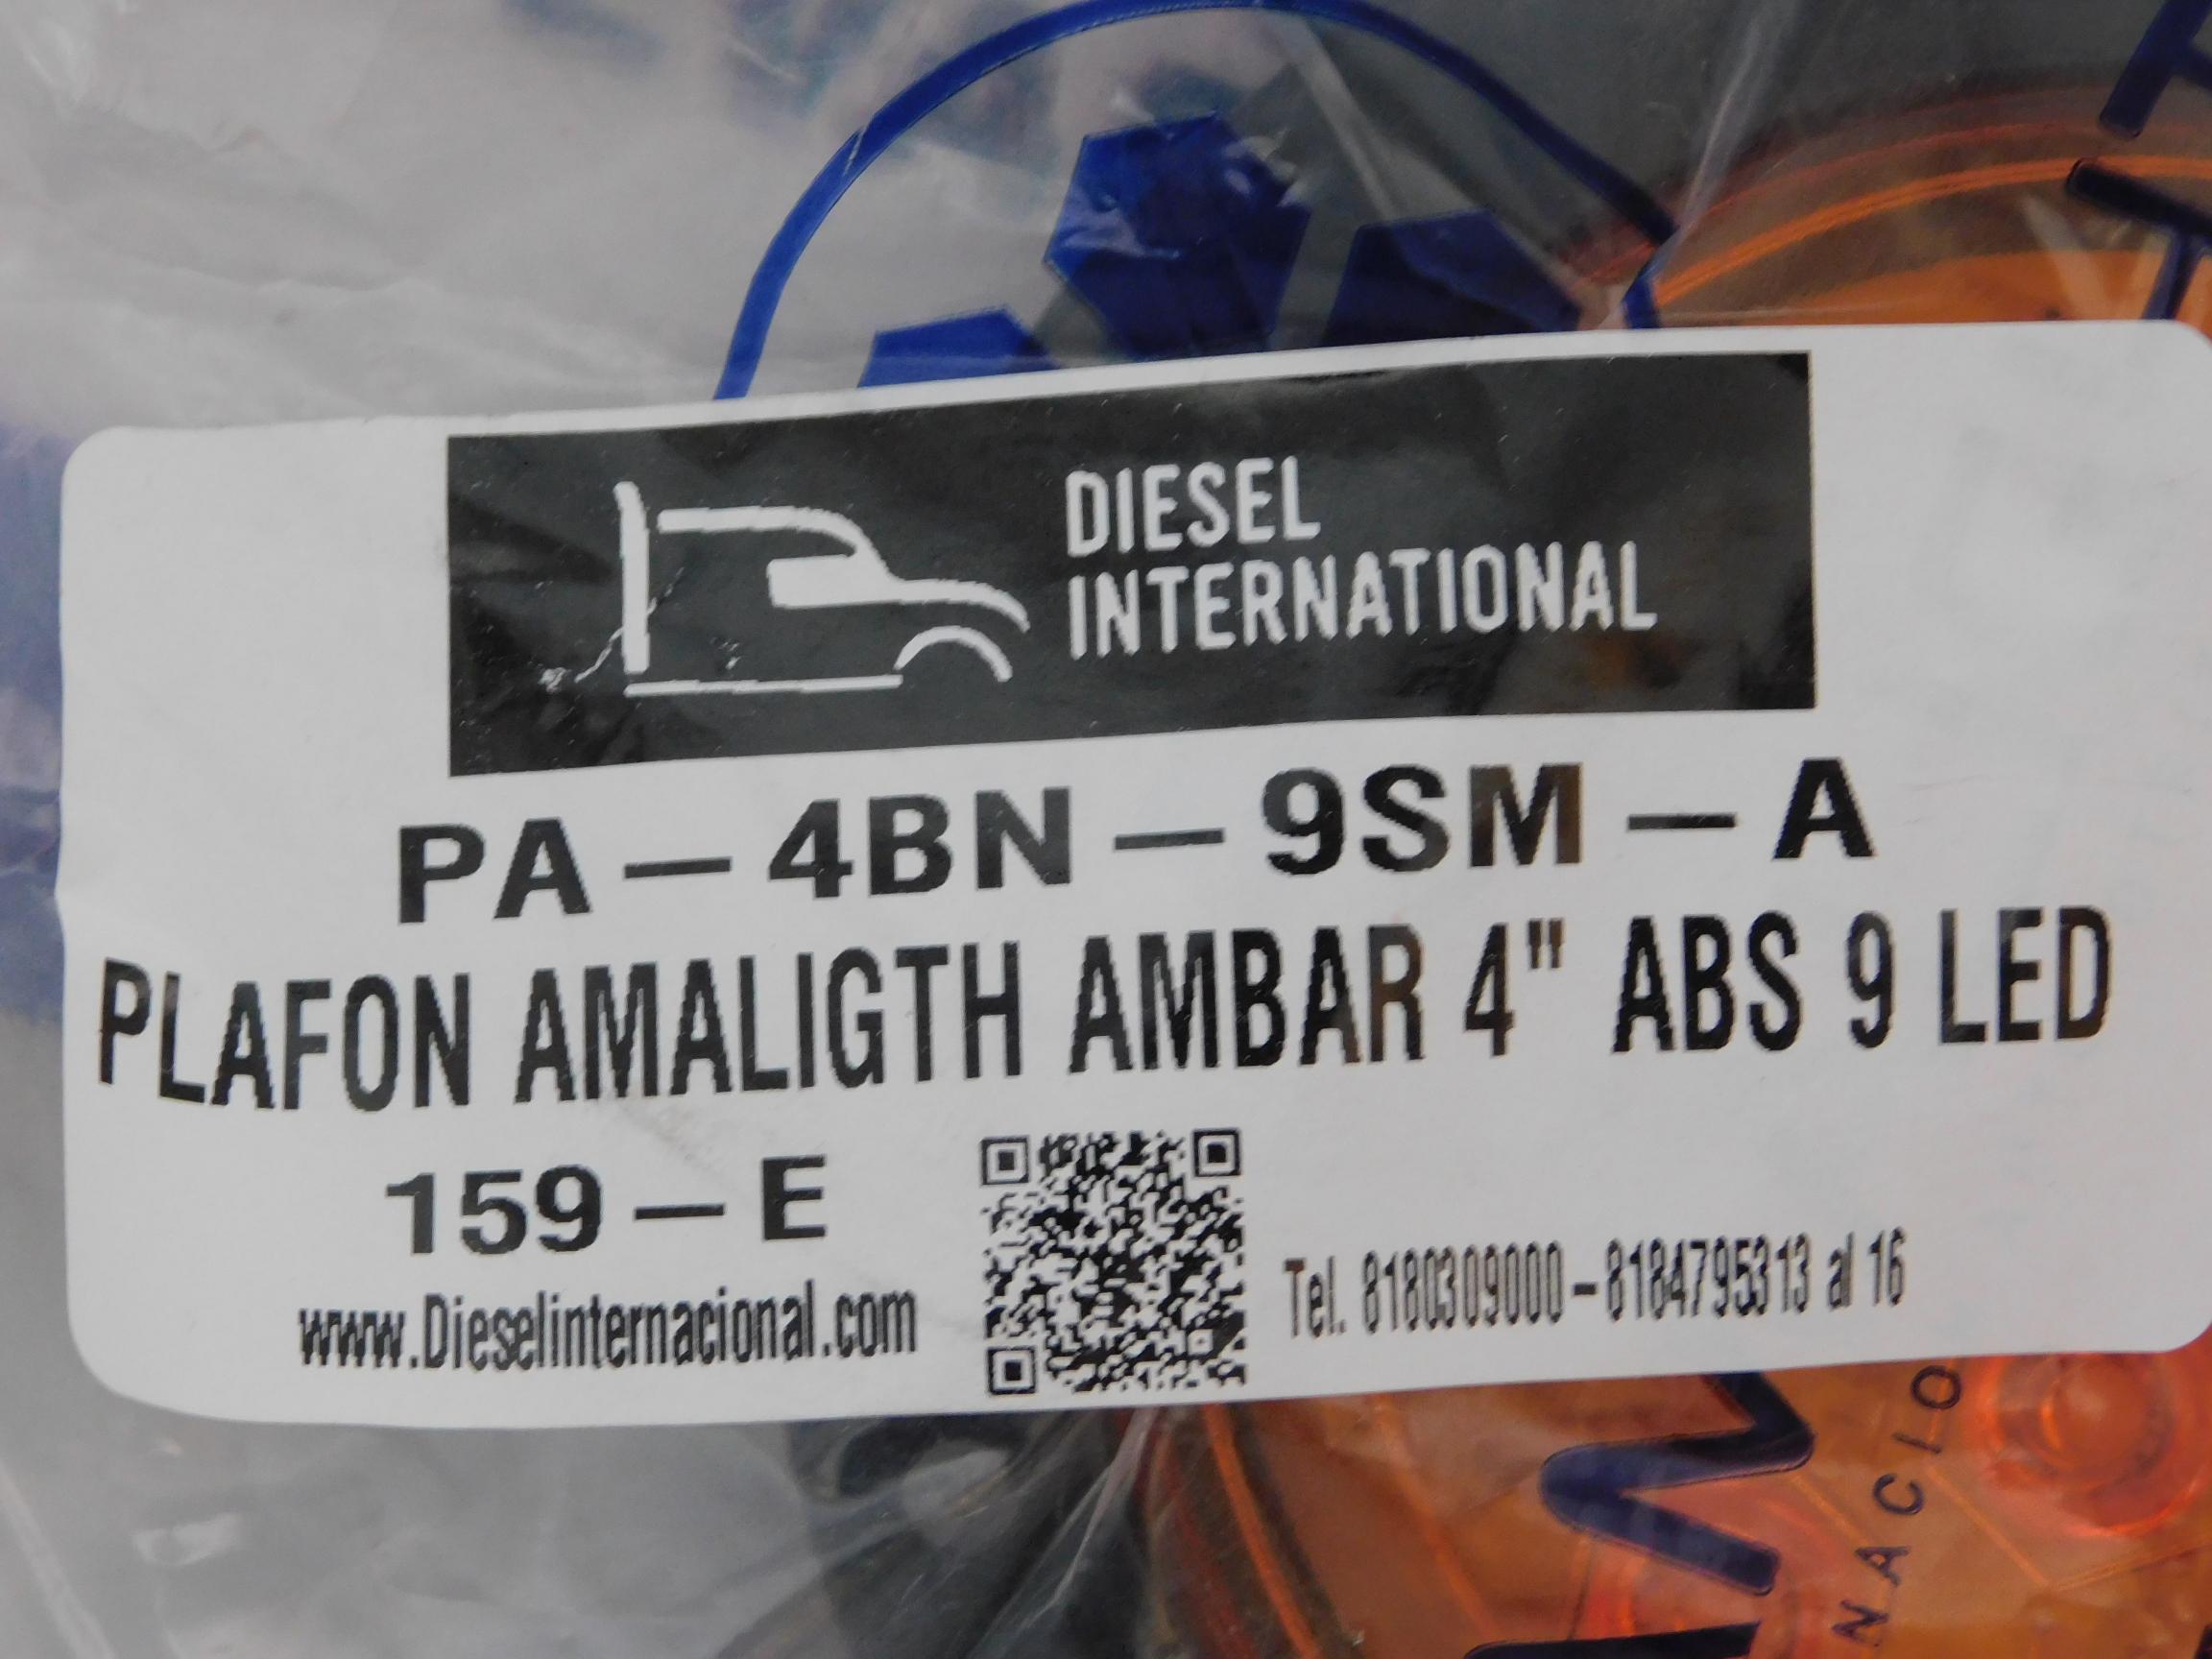 DIESEL
INTERNATIONAL
PA-4BN-9SM-A
PLAFON AMALIGTH AMBAR 4" ABS 9 LED
159-E
www.Dieselinternacional.com
Tel. 8180309000-8184795313 al 16